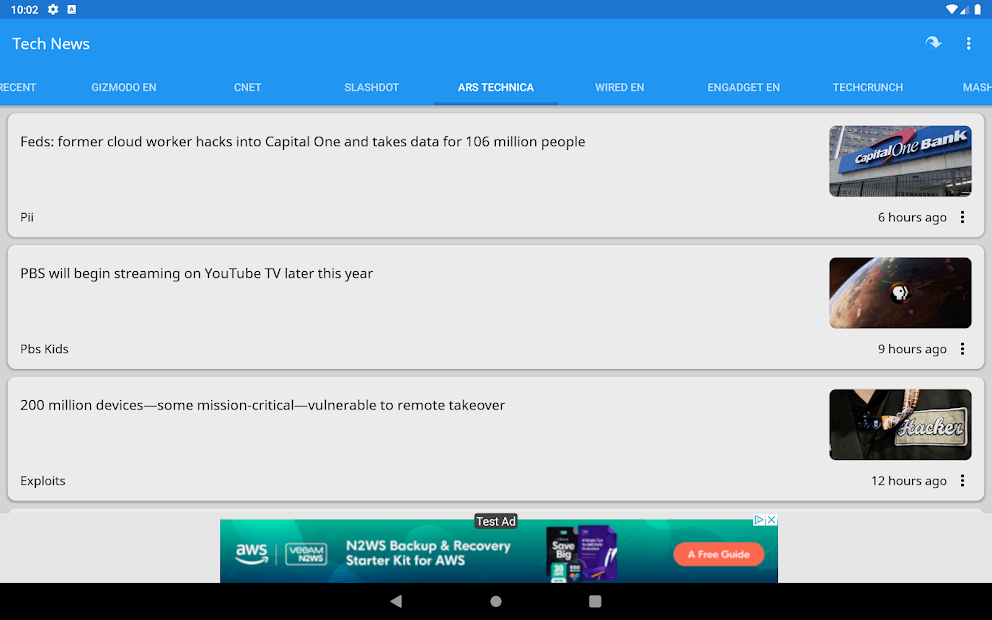 10:02
Tech News
RECENT
GIZMODO EN
CNET
SLASHDOT
ARS TECHNICA
WIRED EN
ENGADGET EN
TECHCRUNCH
MASH
Feds: former cloud worker hacks into Capital One and takes data for 106 million people
Capital One Bank
Pii
6 hours ago
PBS will begin streaming on YouTube TV later this year
Pbs Kids
9 hours ago
200 million devices—some mission-critical—vulnerable to remote takeover
Hacker
Exploits
12 hours ago
Test Ad
aws
veeAM
N2WS
N2WS Backup & Recovery
Starter Kit for AWS
Save
Big
A Free Guide